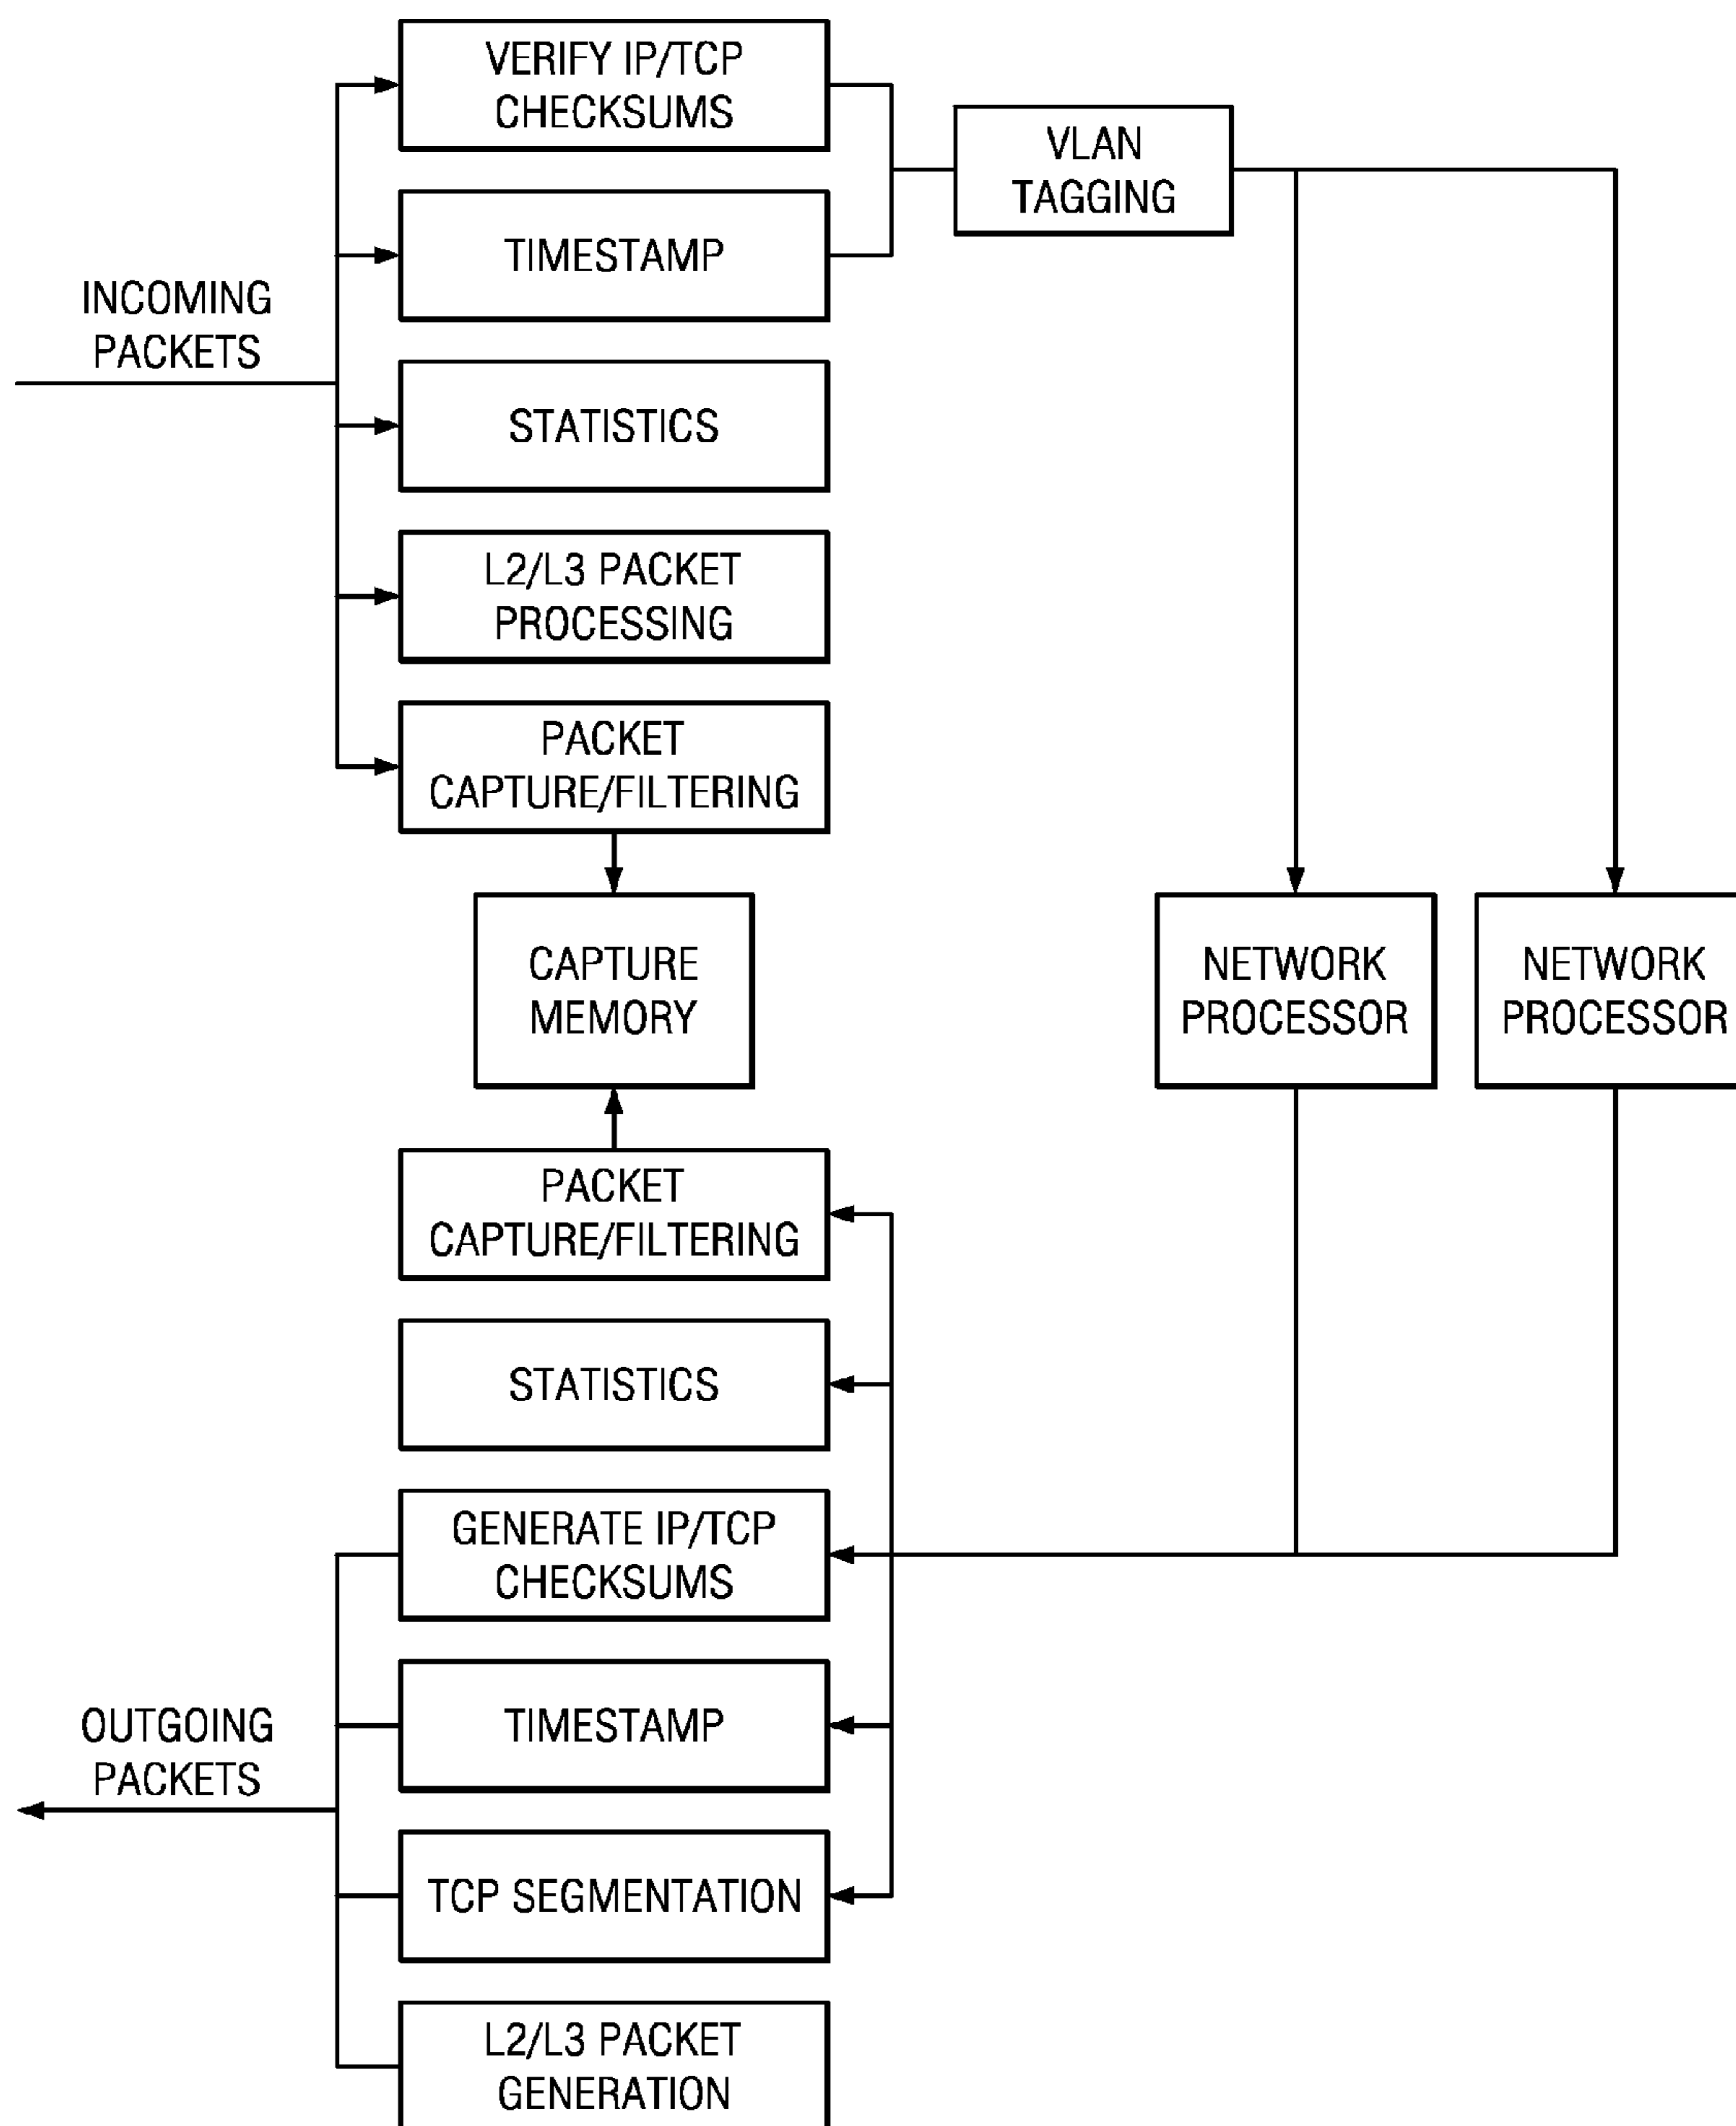 VERIFY IP/TCP
CHECKSUMS
VLAN
TAGGING
TIMESTAMP
INCOMING
PACKETS
STATISTICS
L2/L3 PACKET
PROCESSING
PACKET
CAPTURE/FILTERING
CAPTURE
MEMORY
NETWORK
PROCESSOR
NETWORK
PROCESSOR
PACKET
CAPTURE/FILTERING
STATISTICS
GENERATE IP/TCP
CHECKSUMS
TIMESTAMP
OUTGOING
PACKETS
TCP SEGMENTATION
L2/L3 PACKET
GENERATION